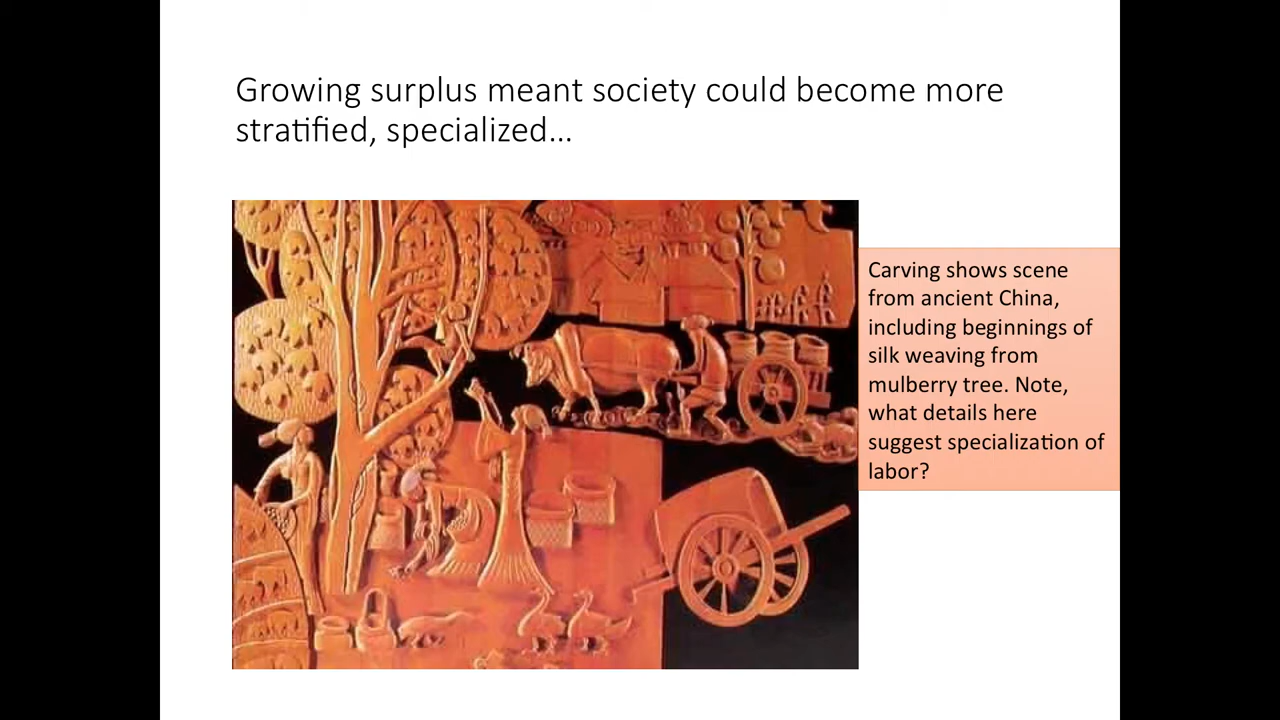 Growing surplus meant society could become more
stratified, specialized...
Carving shows scene
from ancient China,
including beginnings of
silk weaving from
mulberry tree. Note,
what details here
suggest specialization of
labor?